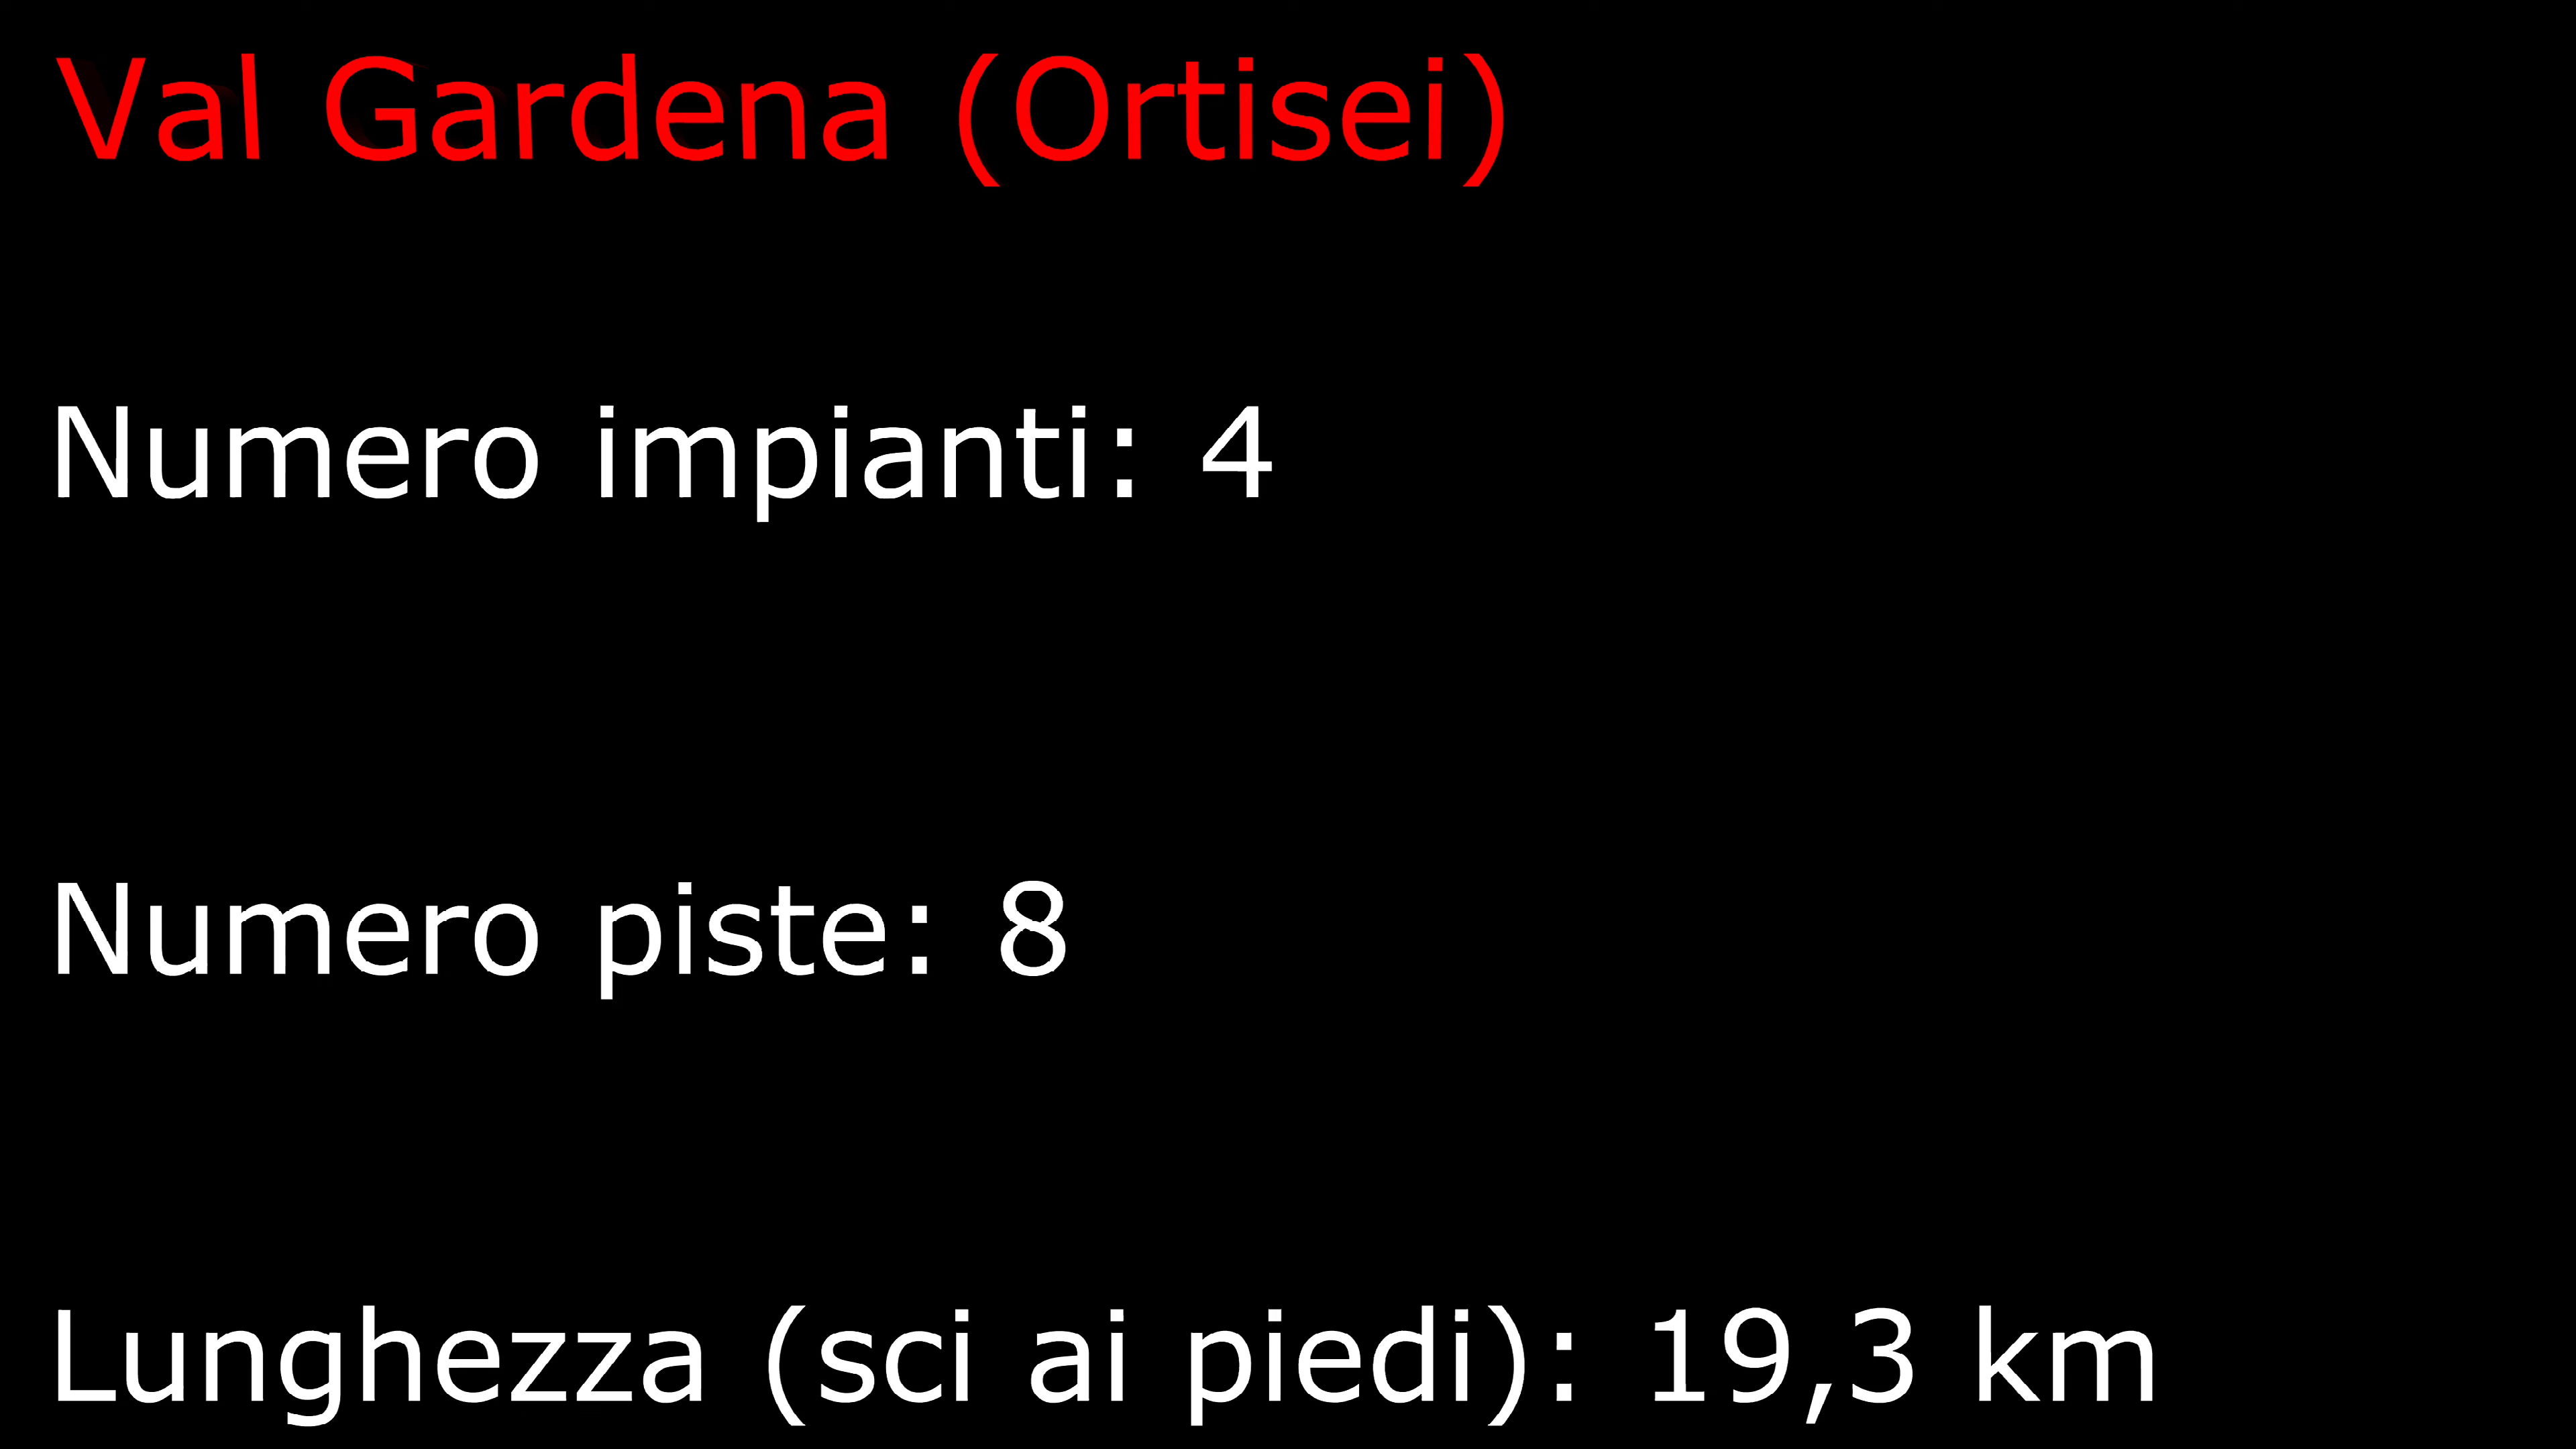 Val Gardena (Ortisei)
Numero impianti: 4
Numero piste: 8
Lunghezza (sci ai piedi): 19,3 km